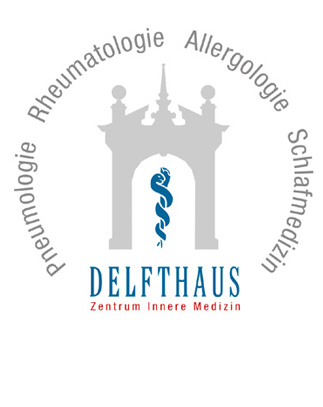 Pneumologie Rheumatologie Allergologie Schlafmedizin
DELFTHAUS
Zentrum Innere Medizin